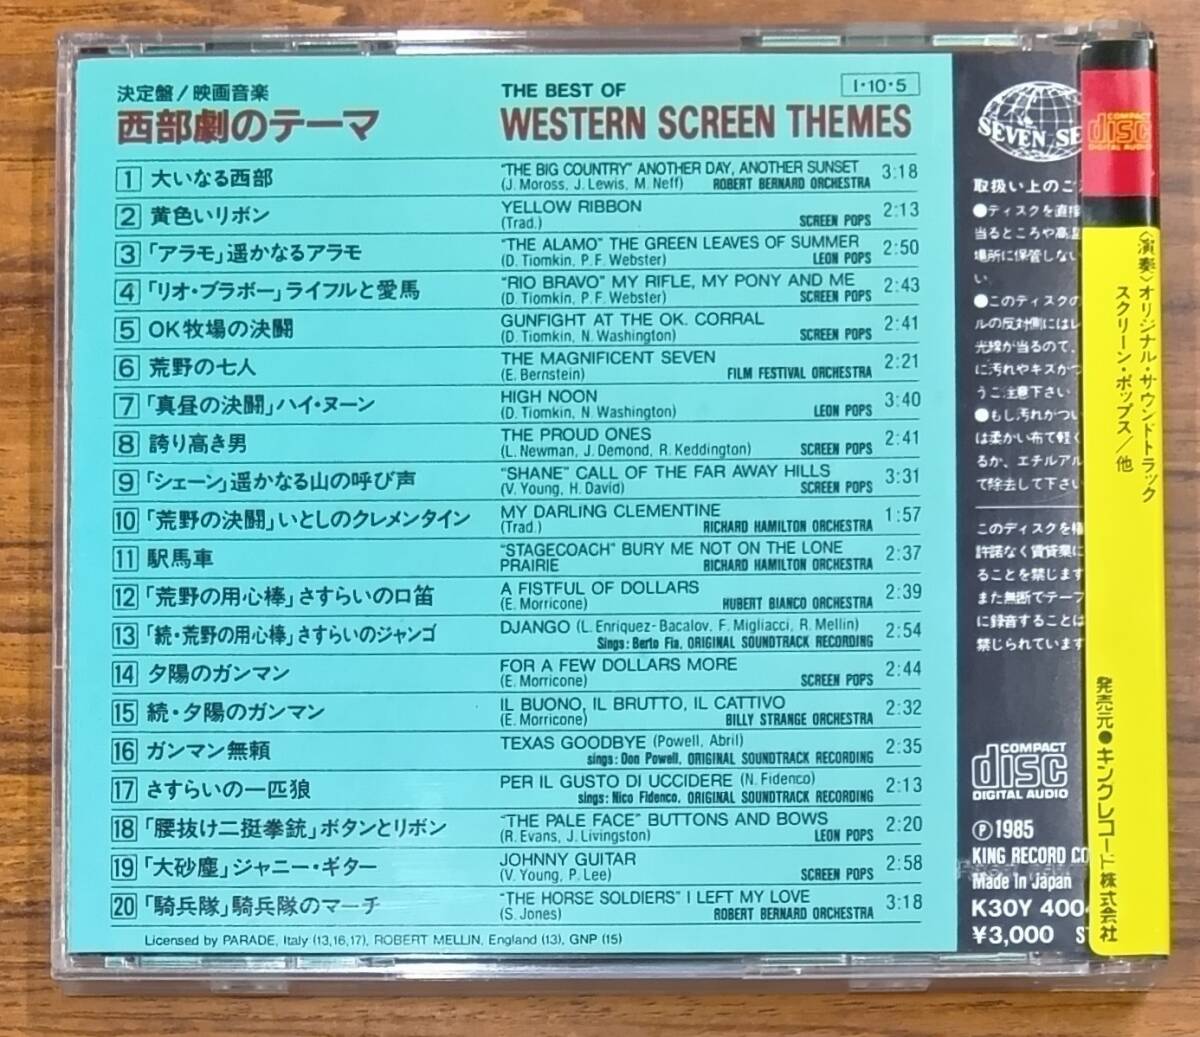 決定盤/映画音楽
西部劇のテーマ
THE BEST OF
I・10・5
WESTERN SCREEN THEMES
1 大いなる西部 "THE BIG COUNTRY" ANOTHER DAY, ANOTHER SUNSET 3:18
(J. Moross, J. Lewis, M. Neff) ROBERT BERNARD ORCHESTRA
2 黄色いリボン YELLOW RIBBON 2:13
(Trad.) SCREEN POPS
3 「アラモ」遥かなるアラモ "THE ALAMO" THE GREEN LEAVES OF SUMMER 2:50
(D. Tiomkin, P. F. Webster) LEON POPS
4 「リオ・ブラボー」ライフルと愛馬 "RIO BRAVO" MY RIFLE, MY PONY AND ME 2:43
(D. Tiomkin, P. F. Webster) SCREEN POPS
5 OK牧場の決闘 GUNFIGHT AT THE OK. CORRAL 2:41
(D. Tiomkin, N. Washington) SCREEN POPS
6 荒野の七人 THE MAGNIFICENT SEVEN 2:21
(E. Bernstein) FILM FESTIVAL ORCHESTRA
7 「真昼の決闘」ハイ・ヌーン HIGH NOON 3:40
(D. Tiomkin, N. Washington) LEON POPS
8 誇り高き男 THE PROUD ONES 2:41
(L. Newman, J. Demond, R. Keddington) SCREEN POPS
9 「シェーン」遥かなる山の呼び声 "SHANE" CALL OF THE FAR AWAY HILLS 3:31
(V. Young, H. David) SCREEN POPS
10 「荒野の決闘」いとしのクレメンタイン MY DARLING CLEMENTINE 1:57
(Trad.) RICHARD HAMILTON ORCHESTRA
11 駅馬車 "STAGECOACH" BURY ME NOT ON THE LONE 2:37
PRAIRIE RICHARD HAMILTON ORCHESTRA
12 「荒野の用心棒」さすらいの口笛 A FISTFUL OF DOLLARS 2:39
(E. Morricone) HUBERT BIANCO ORCHESTRA
13 「続・荒野の用心棒」さすらいのジャンゴ DJANGO (L. Enriquez-Bacalov, F. Migliacci, R. Mellin) 2:54
Sings: Berto Fia, ORIGINAL SOUNDTRACK RECORDING
14 夕陽のガンマン FOR A FEW DOLLARS MORE 2:44
(E. Morricone) SCREEN POPS
15 続・夕陽のガンマン IL BUONO, IL BRUTTO, IL CATTIVO 2:32
(E. Morricone) BILLY STRANGE ORCHESTRA
16 ガンマン無頼 TEXAS GOODBYE (Powell, Abril) 2:35
sings: Don Powell, ORIGINAL SOUNDTRACK RECORDING
17 さすらいの一匹狼 PER IL GUSTO DI UCCIDERE (N. Fidenco) 2:13
sings: Nico Fidenco, ORIGINAL SOUNDTRACK RECORDING
18 「腰抜け二挺拳銃」ボタンとリボン "THE PALE FACE" BUTTONS AND BOWS 2:20
(R. Evans, J. Livingston) LEON POPS
19 「大砂塵」ジャニー・ギター JOHNNY GUITAR 2:58
(V. Young, P. Lee) SCREEN POPS
20 「騎兵隊」騎兵隊のマーチ "THE HORSE SOLDIERS" I LEFT MY LOVE 3:18
(S. Jones) ROBERT BERNARD ORCHESTRA
Licensed by PARADE, Italy (13,16,17), ROBERT MELLIN, England (13), GNP (15)
SEVEN SE
取扱い上のご
●ディスクを直接
当るところや高温
場所に保管しない
い。
●このディスクの
ルの反対側にはレ
光線が当るので、
に汚れやキズがつ
うご注意下さい
●もし汚れがつい
は柔かい布で軽く
るか、エチルアル
で除去して下さい
このディスクを権
許諾なく賃貸業に
ることを禁じます
また無断でテープ
に録音することは
禁じられています
COMPACT
disc
DIGITAL AUDIO
Ⓟ1985
KING RECORD CO
Made in Japan
K30Y 400
¥3,000 ST
COMPACT
disc
DIGITAL AUDIO
〈演奏〉オリジナル・サウンドトラック
スクリーン・ポップス/他
発売元●キングレコード株式会社